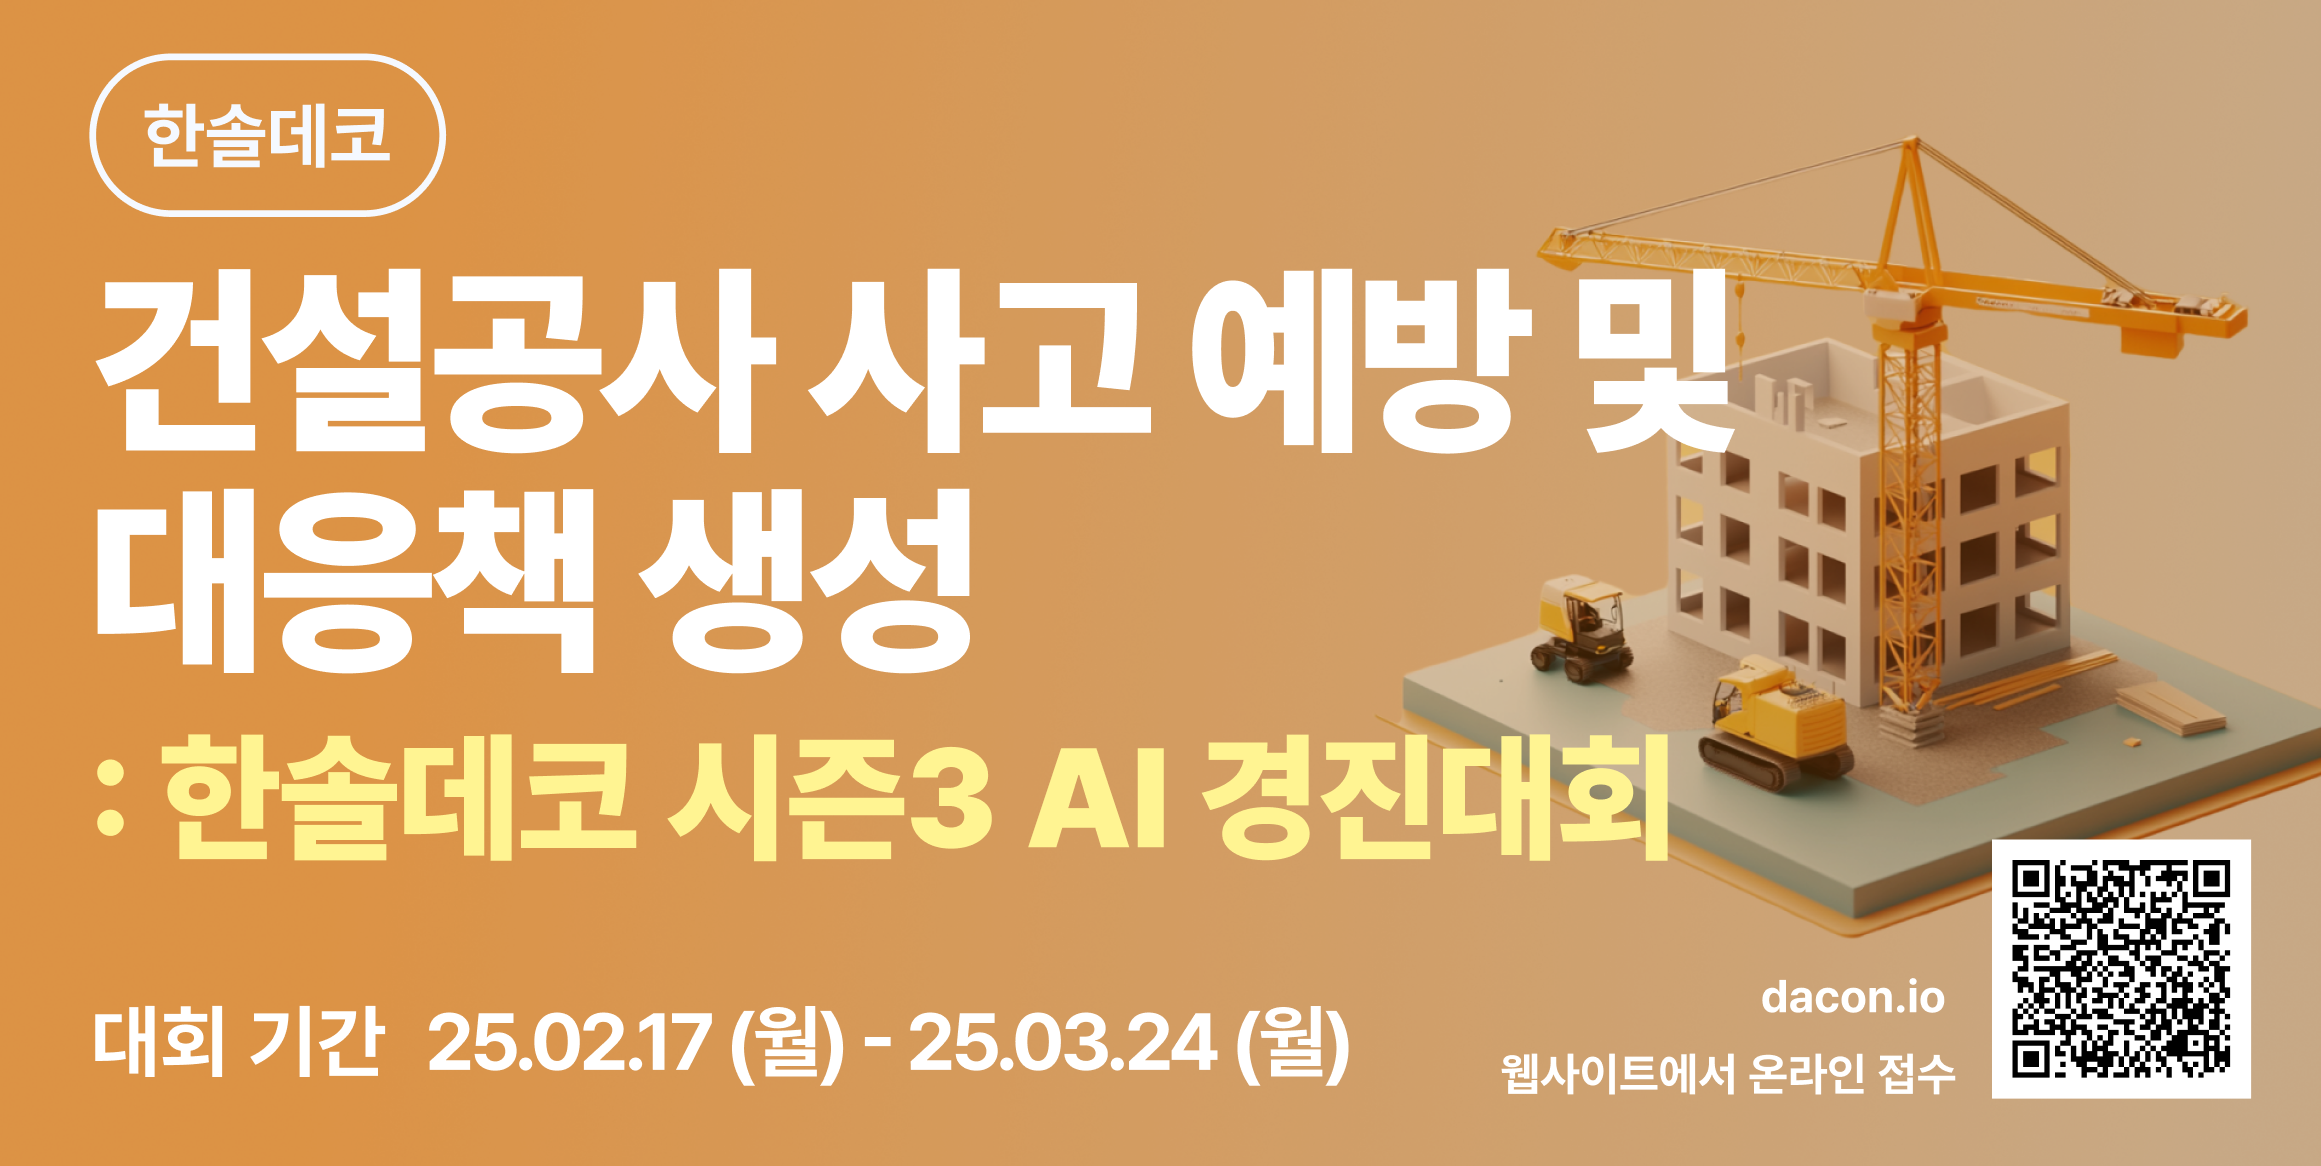 한솔데코
건설공사 사고 예방 및
대응책 생성
: 한솔데코 시즌3 AI 경진대회
대회 기간 25.02.17 (월) - 25.03.24 (월)
dacon.io
웹사이트에서 온라인 접수